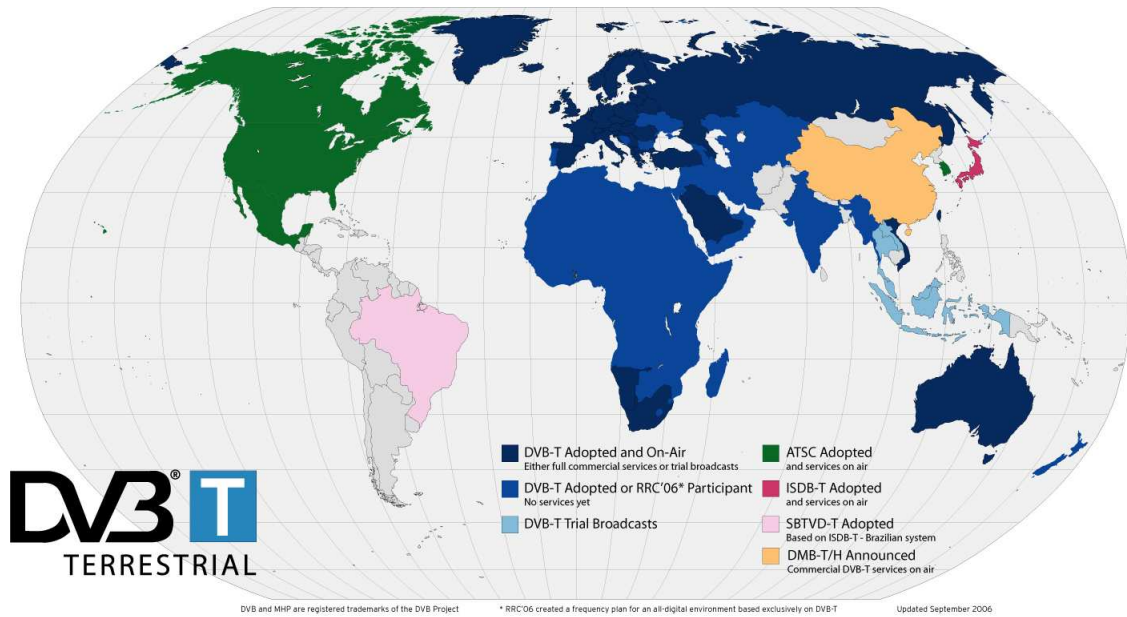 DVB-T Adopted and On-Air
Either full commercial services or trial broadcasts
DVB-T Adopted or RRC'06* Participant
No services yet
DVB-T Trial Broadcasts
ATSC Adopted
and services on air
ISDB-T Adopted
and services on air
SBTVD-T Adopted
Based on ISDB-T - Brazilian system
DMB-T/H Announced
Commercial DVB-T services on air
DVB® T
TERRESTRIAL
DVB and MHP are registered trademarks of the DVB Project
* RRC'06 created a frequency plan for an all-digital environment based exclusively on DVB-T
Updated September 2006